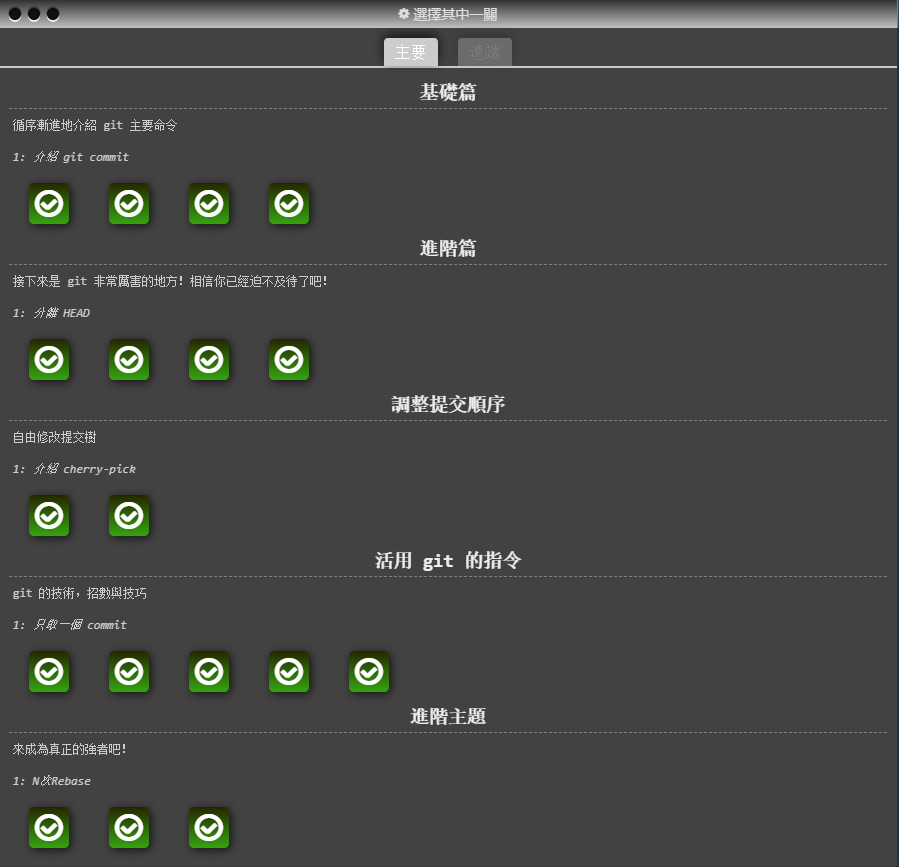 選擇其中一關
主要 遠端
基礎篇
循序漸進地介紹 git 主要命令
1: 介紹 git commit
進階篇
接下來是 git 非常厲害的地方! 相信你已經迫不及待了吧!
1: 分離 HEAD
調整提交順序
自由修改提交樹
1: 介紹 cherry-pick
活用 git 的指令
git 的技術，招數與技巧
1: 只取一個 commit
進階主題
來成為真正的強者吧!
1: N次Rebase